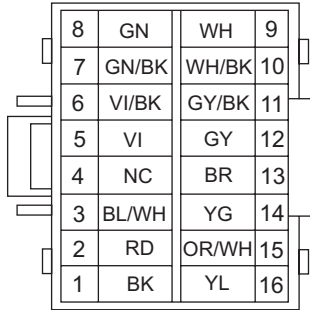 8 GN WH 9
7 GN/BK WH/BK 10
6 VI/BK GY/BK 11
5 VI GY 12
4 NC BR 13
3 BL/WH YG 14
2 RD OR/WH 15
1 BK YL 16